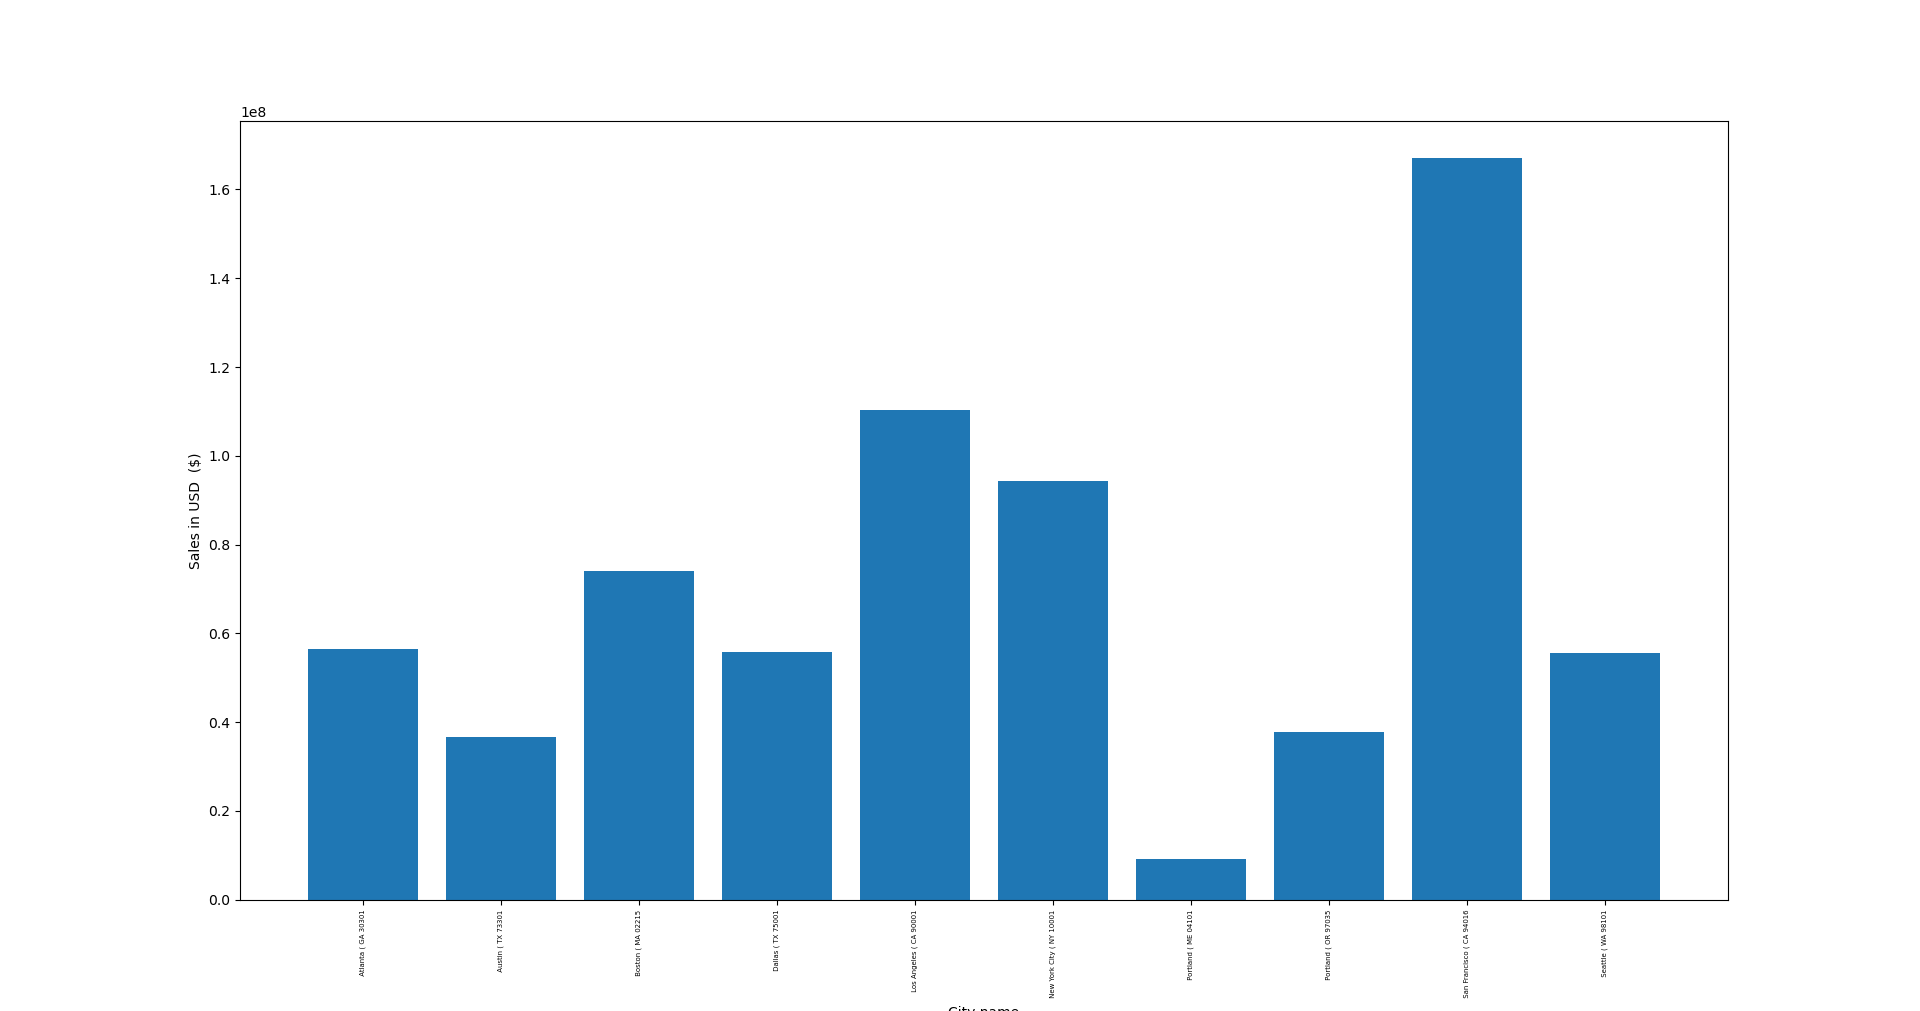 1e8
1.6
1.4
1.2
1.0
0.8
0.6
0.4
0.2
0.0
Sales in USD ($)
Atlanta ( GA 30301
Austin ( TX 73301
Boston ( MA 02215
Dallas ( TX 75001
Los Angeles ( CA 90001
New York City ( NY 10001
Portland ( ME 04101
Portland ( OR 97035
San Francisco ( CA 94016
Seattle ( WA 98101
City name